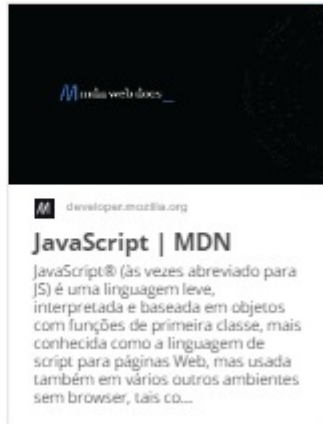 M mdn web docs_
M developer.mozilla.org
JavaScript | MDN
JavaScript® (às vezes abreviado para
JS) é uma linguagem leve,
interpretada e baseada em objetos
com funções de primeira classe, mais
conhecida como a linguagem de
script para páginas Web, mas usada
também em vários outros ambientes
sem browser, tais co...